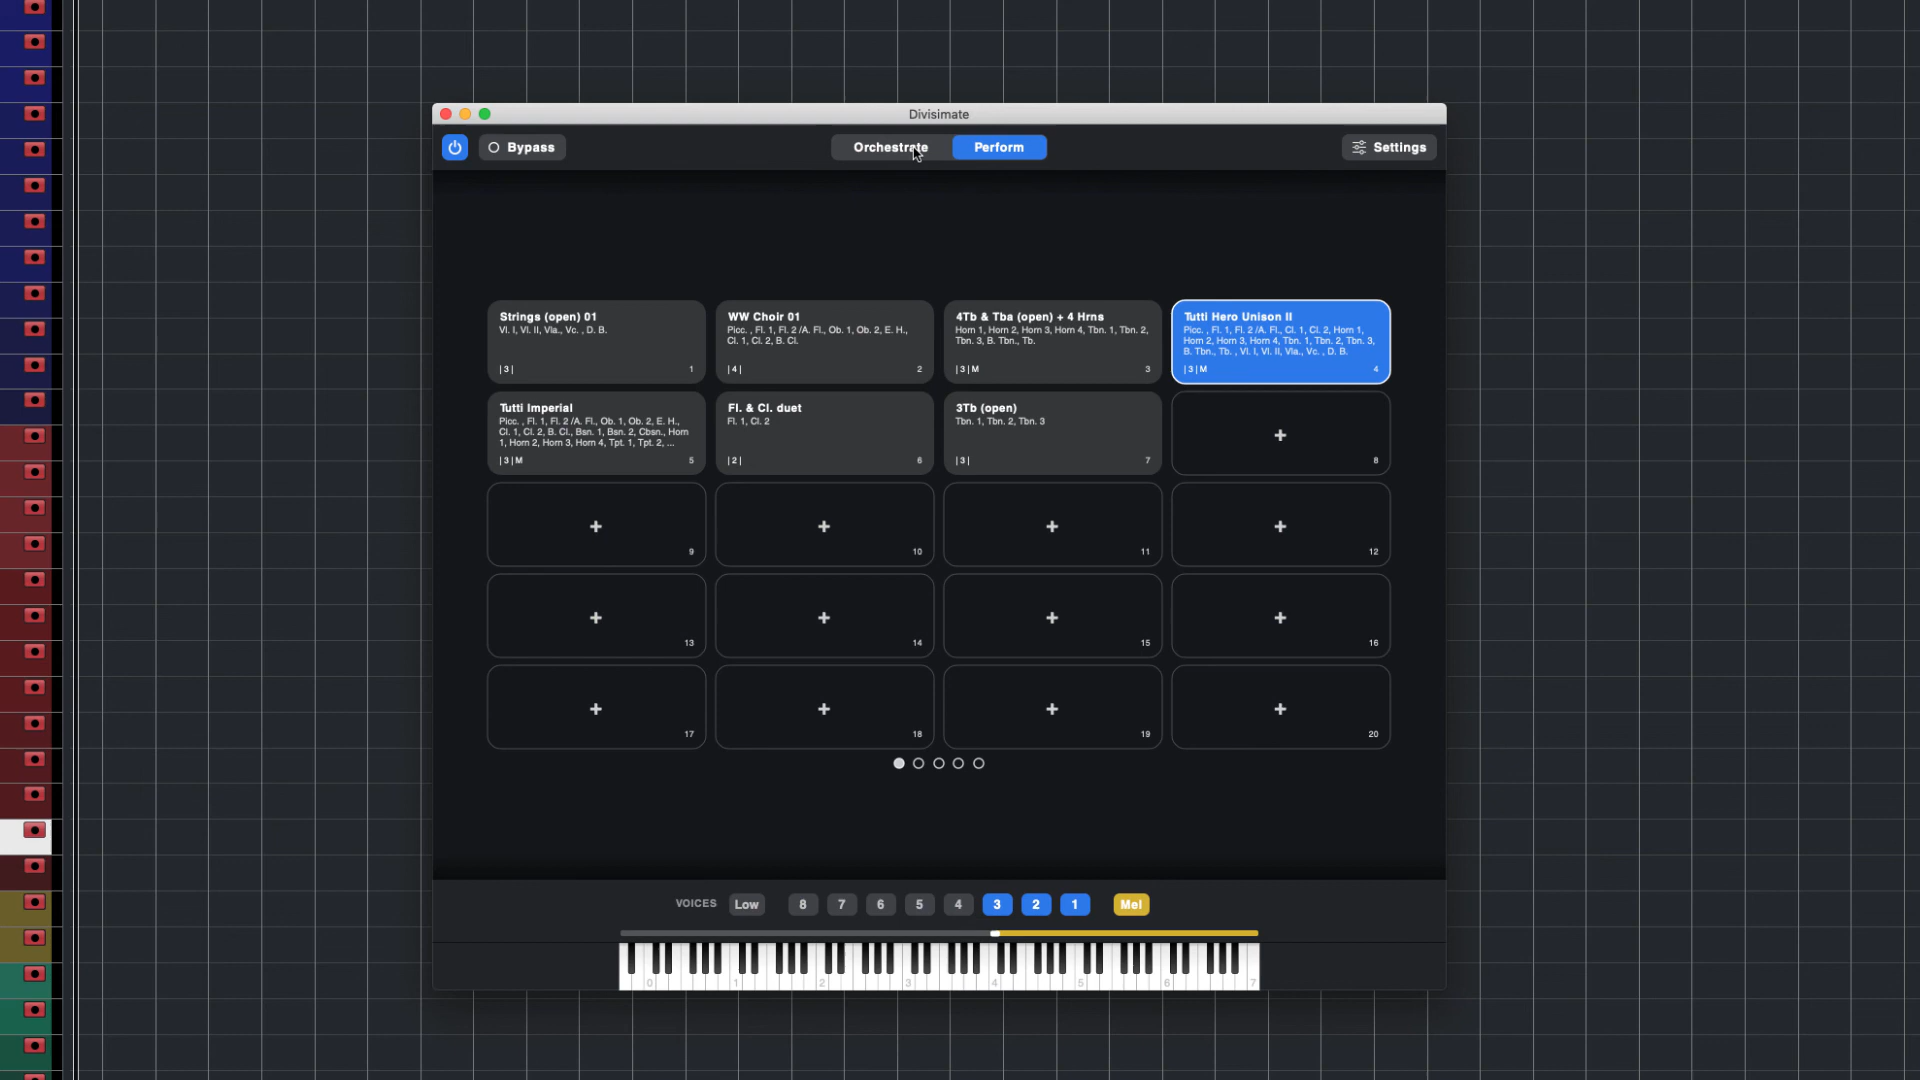 Divisimate
Bypass
Orchestrate
Perform
Settings
Strings (open) 01
Vl. I, Vl. II, Vla., Vc. , D. B.
|3|
1
WW Choir 01
Picc. , Fl. 1, Fl. 2 /A. Fl., Ob. 1, Ob. 2, E. H.,
Cl. 1, Cl. 2, B. Cl.
|4|
2
4Tb & Tba (open) + 4 Hrns
Horn 1, Horn 2, Horn 3, Horn 4, Tbn. 1, Tbn. 2,
Tbn. 3, B. Tbn., Tb.
|3|M
3
Tutti Hero Unison II
Picc. , Fl. 1, Fl. 2 /A. Fl., Cl. 1, Cl. 2, Horn 1,
Horn 2, Horn 3, Horn 4, Tbn. 1, Tbn. 2, Tbn. 3,
B. Tbn., Tb. , Vl. I, Vl. II, Vla., Vc. , D. B.
|3|M
4
Tutti Imperial
Picc. , Fl. 1, Fl. 2 /A. Fl., Ob. 1, Ob. 2, E. H.,
Cl. 1, Cl. 2, B. Cl., Bsn. 1, Bsn. 2, Cbsn., Horn
1, Horn 2, Horn 3, Horn 4, Tpt. 1, Tpt. 2, ...
|3|M
5
Fl. & Cl. duet
Fl. 1, Cl. 2
|2|
6
3Tb (open)
Tbn. 1, Tbn. 2, Tbn. 3
|3|
7
+
8
+
9
+
10
+
11
+
12
+
13
+
14
+
15
+
16
+
17
+
18
+
19
+
20
VOICES Low 8 7 6 5 4 3 2 1 Mel
0 1 2 3 4 5 6 7